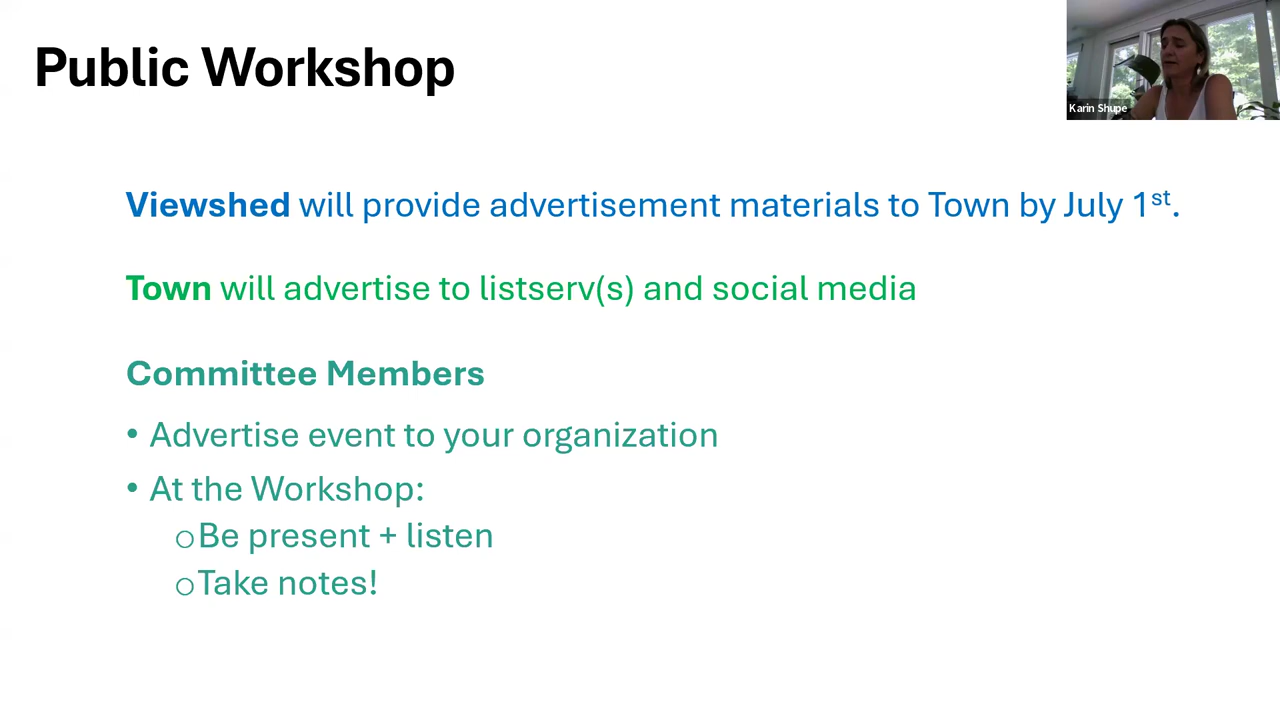 Public Workshop
Karin Shupe
Viewshed will provide advertisement materials to Town by July 1st.
Town will advertise to listserv(s) and social media
Committee Members
• Advertise event to your organization
• At the Workshop:
o Be present + listen
o Take notes!